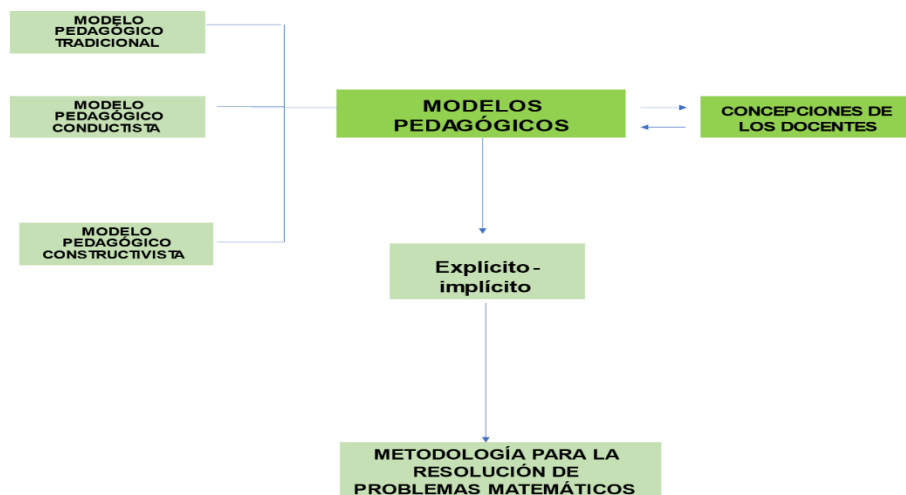 MODELO
PEDAGÓGICO
TRADICIONAL
MODELO
PEDAGÓGICO
CONDUCTISTA
MODELO
PEDAGÓGICO
CONSTRUCTIVISTA
MODELOS
PEDAGÓGICOS
CONCEPCIONES DE
LOS DOCENTES
Explícito -
implícito
METODOLOGÍA PARA LA
RESOLUCIÓN DE
PROBLEMAS MATEMÁTICOS